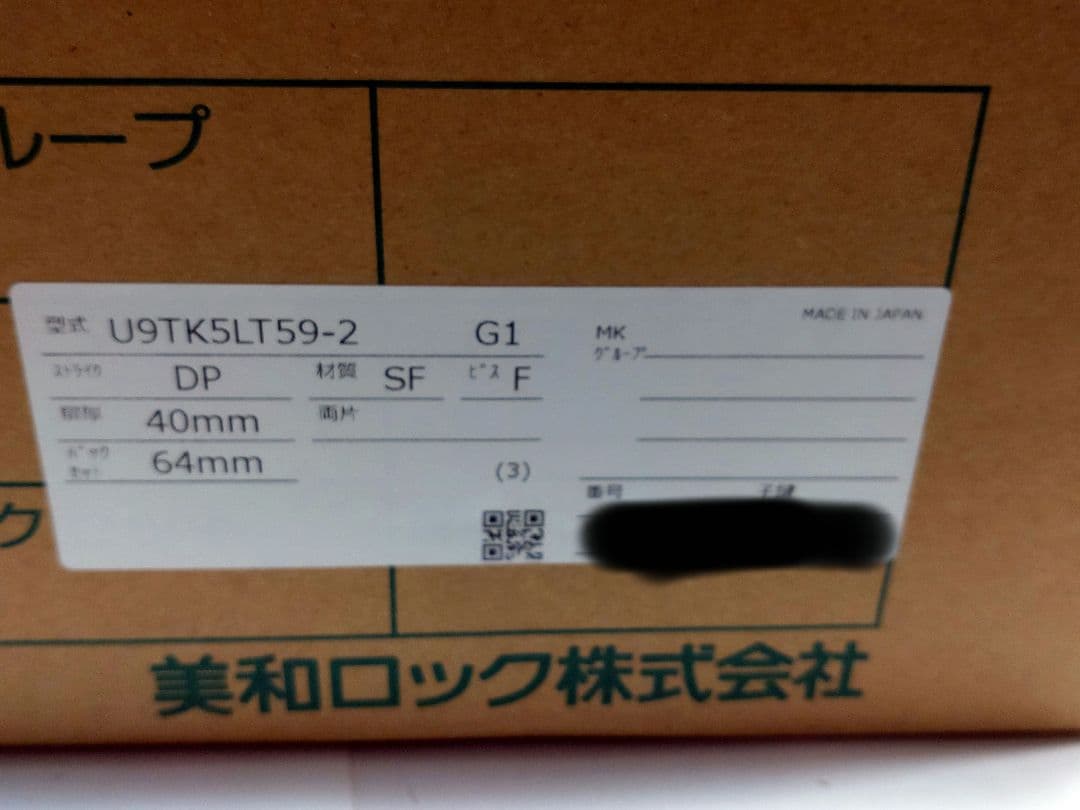 ループ
型式 U9TK5LT59-2 G1
MADE IN JAPAN
MK
グループ
ストライク DP 材質 SF ビス F
扉厚 40mm 両片
バック
セット 64mm
(3)
番号 子鍵
ク
美和ロック株式会社